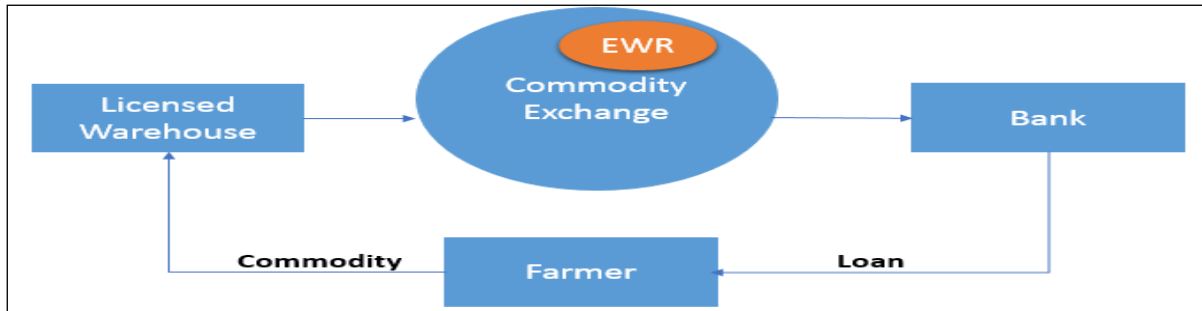 EWR
Commodity
Exchange
Licensed
Warehouse
Bank
Commodity
Farmer
Loan